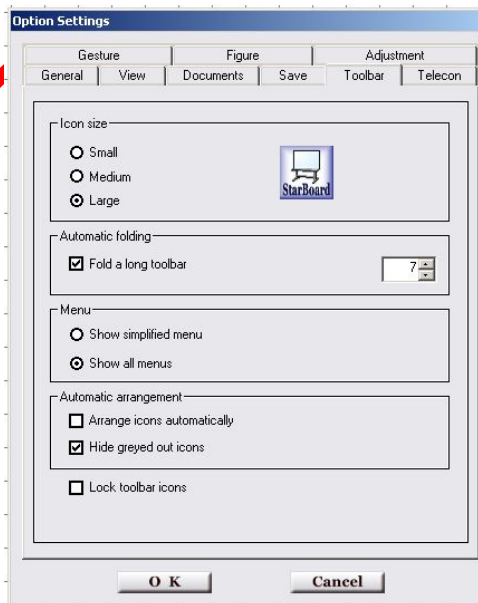 Option Settings
Gesture Figure Adjustment
General View Documents Save Toolbar Telecon
Icon size
Small
Medium
Large
StarBoard
Automatic folding
Fold a long toolbar
7
Menu
Show simplified menu
Show all menus
Automatic arrangement
Arrange icons automatically
Hide greyed out icons
Lock toolbar icons
O K Cancel